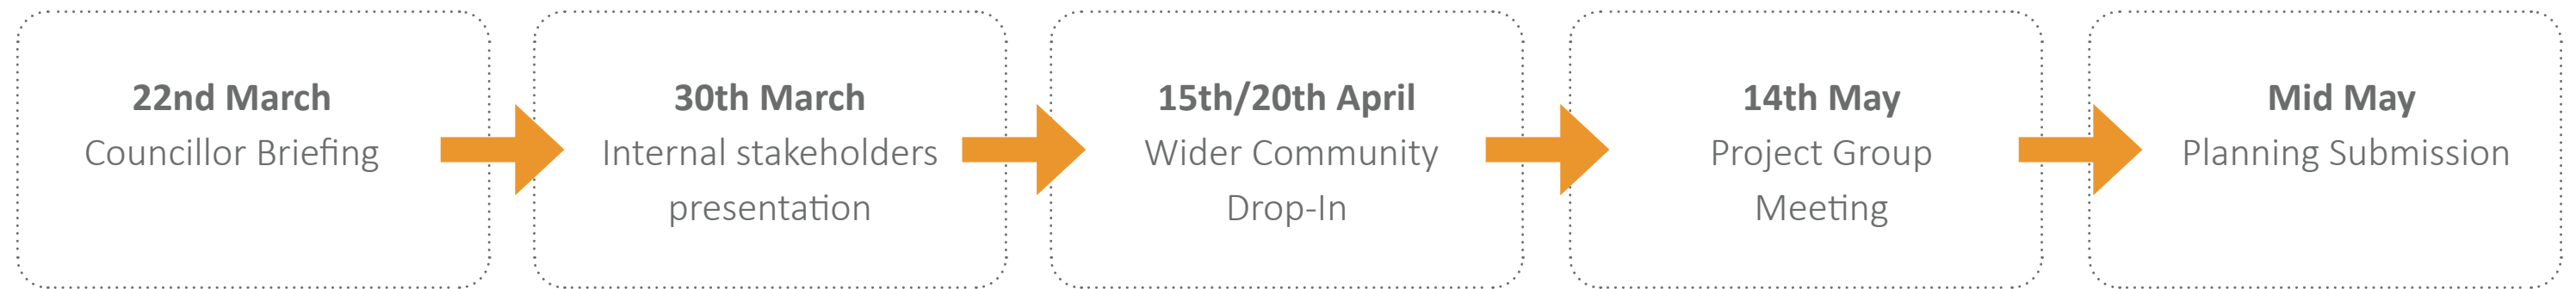 22nd March
Councillor Briefing
30th March
Internal stakeholders
presentation
15th/20th April
Wider Community
Drop-In
14th May
Project Group
Meeting
Mid May
Planning Submission